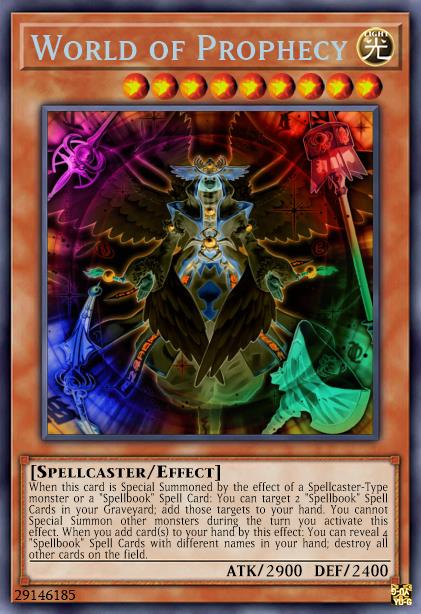 WORLD OF PROPHECY
LIGHT
光
[SPELLCASTER/EFFECT]
When this card is Special Summoned by the effect of a Spellcaster-Type
monster or a "Spellbook" Spell Card: You can target 2 "Spellbook" Spell
Cards in your Graveyard; add those targets to your hand. You cannot
Special Summon other monsters during the turn you activate this
effect. When you add card(s) to your hand by this effect: You can reveal 4
"Spellbook" Spell Cards with different names in your hand; destroy all
other cards on the field.
ATK/2900 DEF/2400
29146185